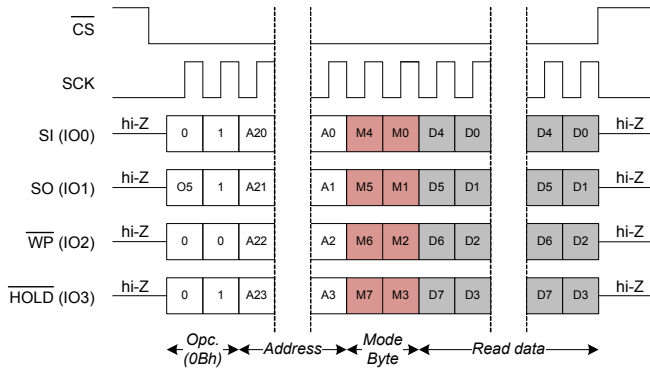 CS
SCK
SI (IO0) hi-Z 0 1 A20 A0 M4 M0 D4 D0 D4 D0 hi-Z
SO (IO1) hi-Z O5 1 A21 A1 M5 M1 D5 D1 D5 D1 hi-Z
WP (IO2) hi-Z 0 0 A22 A2 M6 M2 D6 D2 D6 D2 hi-Z
HOLD (IO3) hi-Z 0 1 A23 A3 M7 M3 D7 D3 D7 D3 hi-Z
Opc. Address Mode Read data
(0Bh) Byte